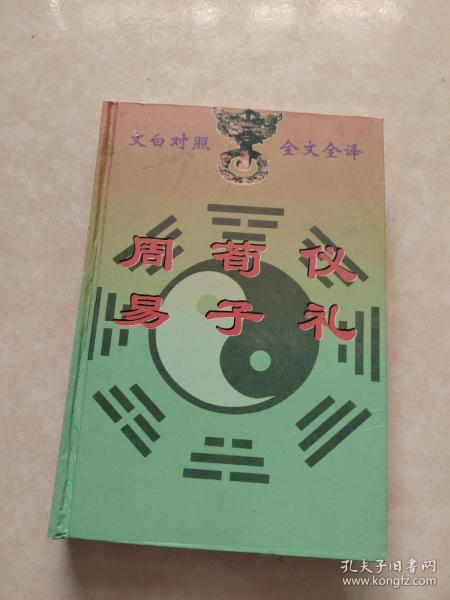 文白对照 全文全译
周 荀 仪
易 子 礼
孔夫子旧书网
www.kongfz.com